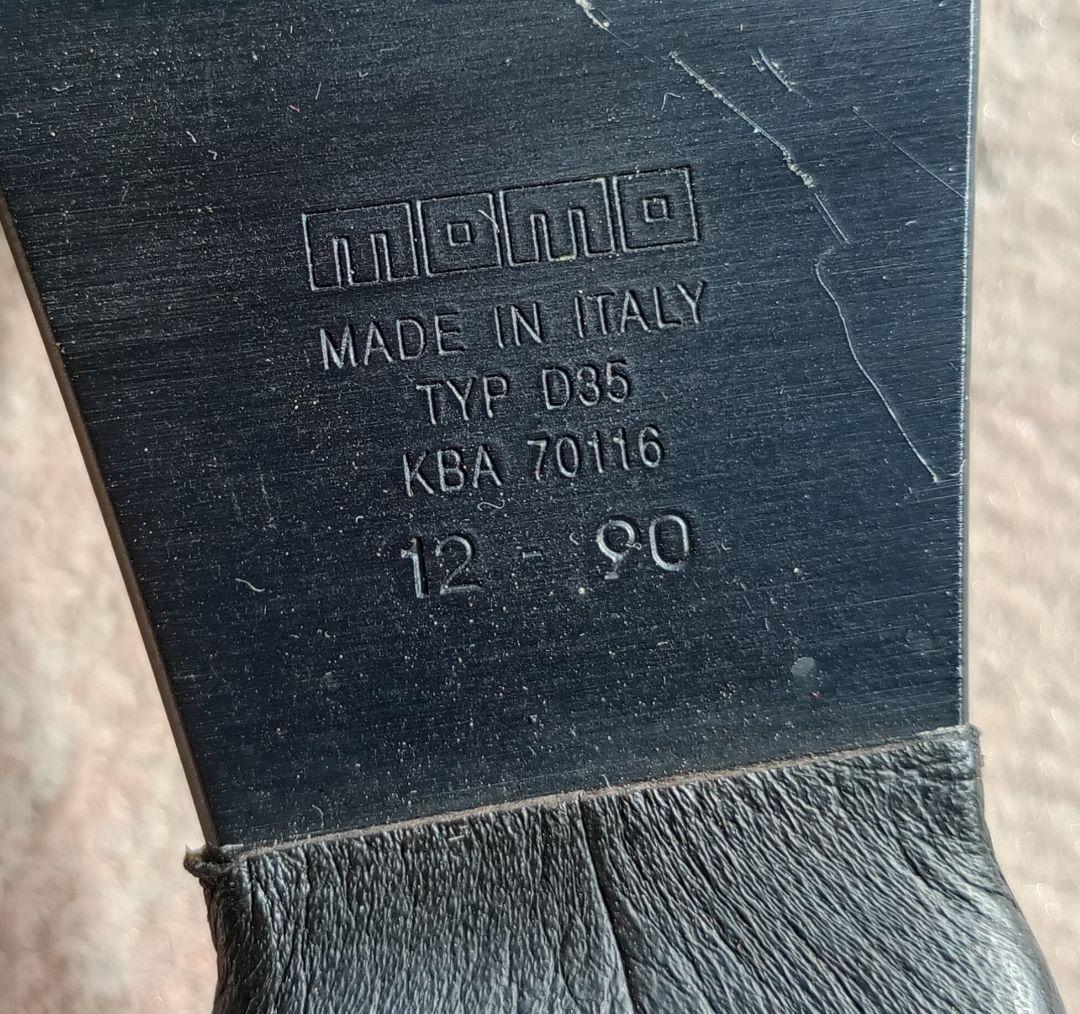 momo
MADE IN ITALY
TYP D35
KBA 70116
12 - 90